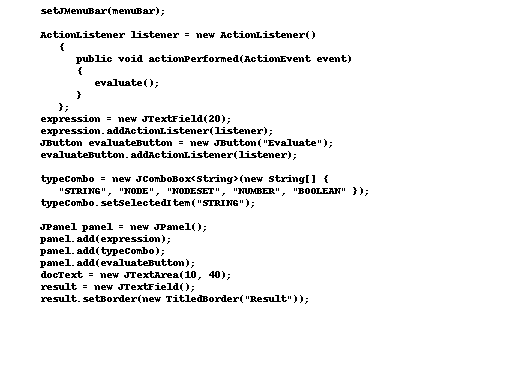 setJMenuBar(menuBar);

ActionListener listener = new ActionListener()
   {
      public void actionPerformed(ActionEvent event)
      {
         evaluate();
      }
   };
expression = new JTextField(20);
expression.addActionListener(listener);
JButton evaluateButton = new JButton("Evaluate");
evaluateButton.addActionListener(listener);

typeCombo = new JComboBox<String>(new String[] {
   "STRING", "NODE", "NODESET", "NUMBER", "BOOLEAN" });
typeCombo.setSelectedItem("STRING");

JPanel panel = new JPanel();
panel.add(expression);
panel.add(typeCombo);
panel.add(evaluateButton);
docText = new JTextArea(10, 40);
result = new JTextField();
result.setBorder(new TitledBorder("Result"));